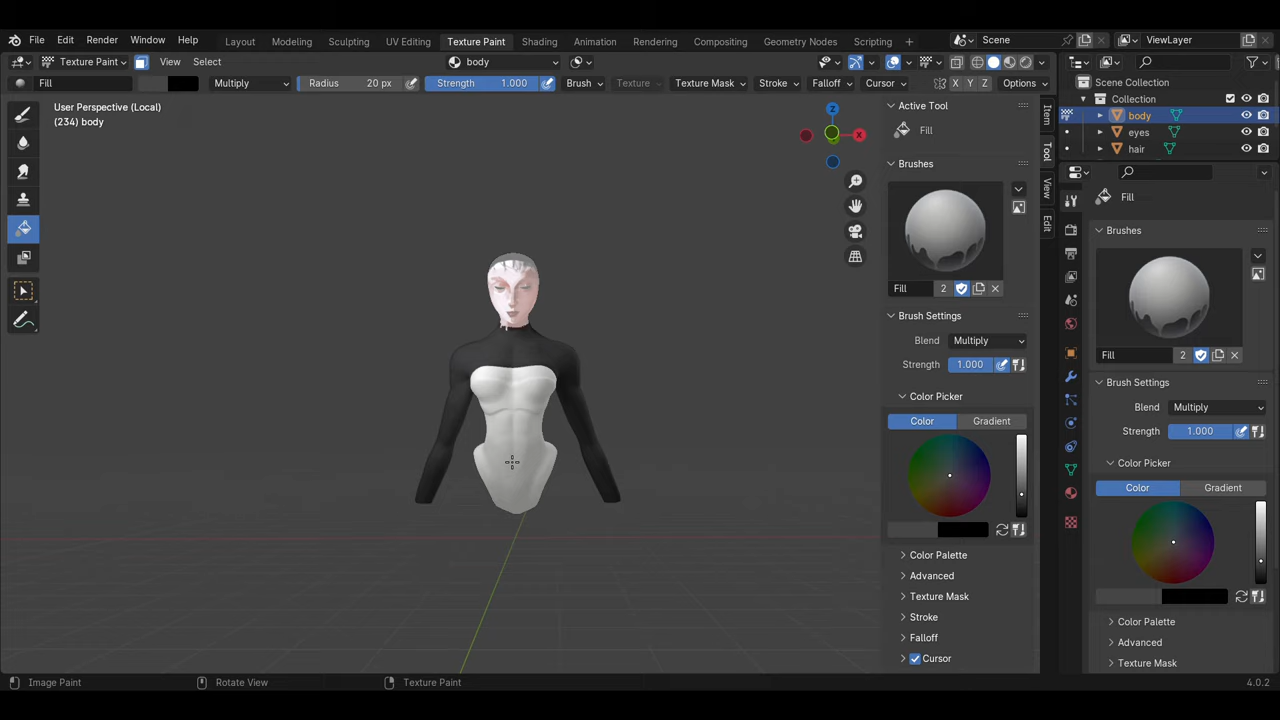 File Edit Render Window Help Layout Modeling Sculpting UV Editing Texture Paint Shading Animation Rendering Compositing Geometry Nodes Scripting + Scene ViewLayer
Texture Paint View Select body
Fill Multiply Radius 20 px Strength 1.000 Brush Texture Texture Mask Stroke Falloff Cursor X Y Z Options
User Perspective (Local)
(234) body
Active Tool
Fill
Brushes
Fill 2
Brush Settings
Blend Multiply
Strength 1.000
Color Picker
Color Gradient
Color Palette
Advanced
Texture Mask
Stroke
Falloff
Cursor
Item
Tool
View
Edit
Z
X
Scene Collection
Collection
body
eyes
hair
Fill
Brushes
Fill 2
Brush Settings
Blend Multiply
Strength 1.000
Color Picker
Color Gradient
Color Palette
Advanced
Texture Mask
Image Paint Rotate View Texture Paint 4.0.2